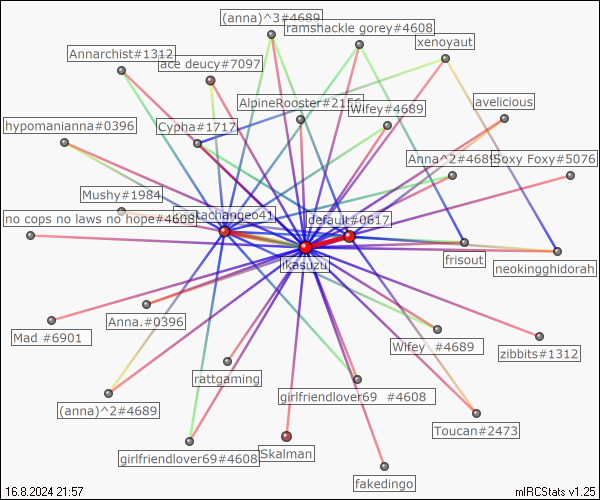 (anna)^3#4689
ramshackle gorey#4608
xenoyaut
Annarchist#1312
ace deucy#7097
AlpineRooster#2156
Wifey#4689
avelicious
hypomanianna#0396
Cypha#1717
Anna^2#4689
Soxy Foxy#5076
Mushy#1984
no cops no laws no hope#4608
default#0617
ikasuzu
frisout
neokingghidorah
Anna.#0396
Mad #6901
Wifey #4689
zibbits#1312
rattgaming
(anna)^2#4689
girlfriendlover69 #4608
Toucan#2473
girlfriendlover69#4608
Skalman
fakedingo
16.8.2024 21:57
mIRCStats v1.25